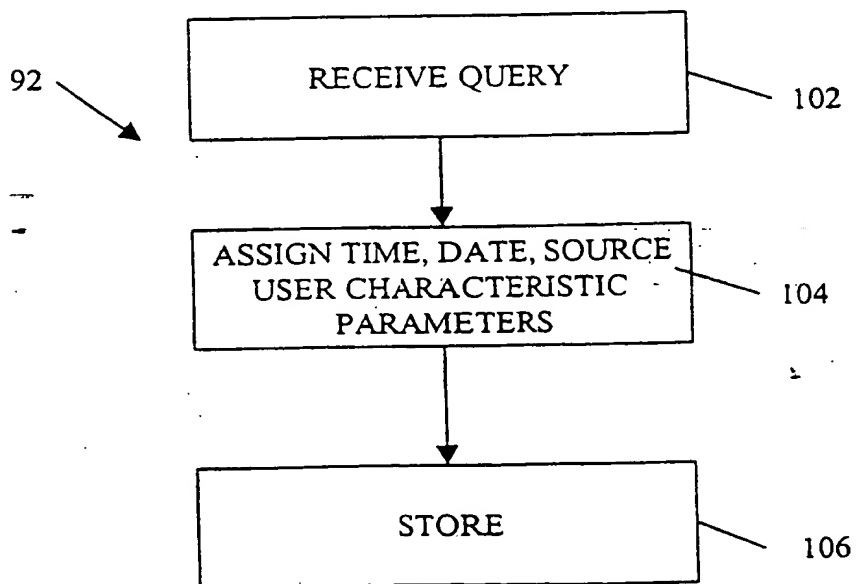 92
RECEIVE QUERY
102
ASSIGN TIME, DATE, SOURCE
USER CHARACTERISTIC
PARAMETERS
104
STORE
106